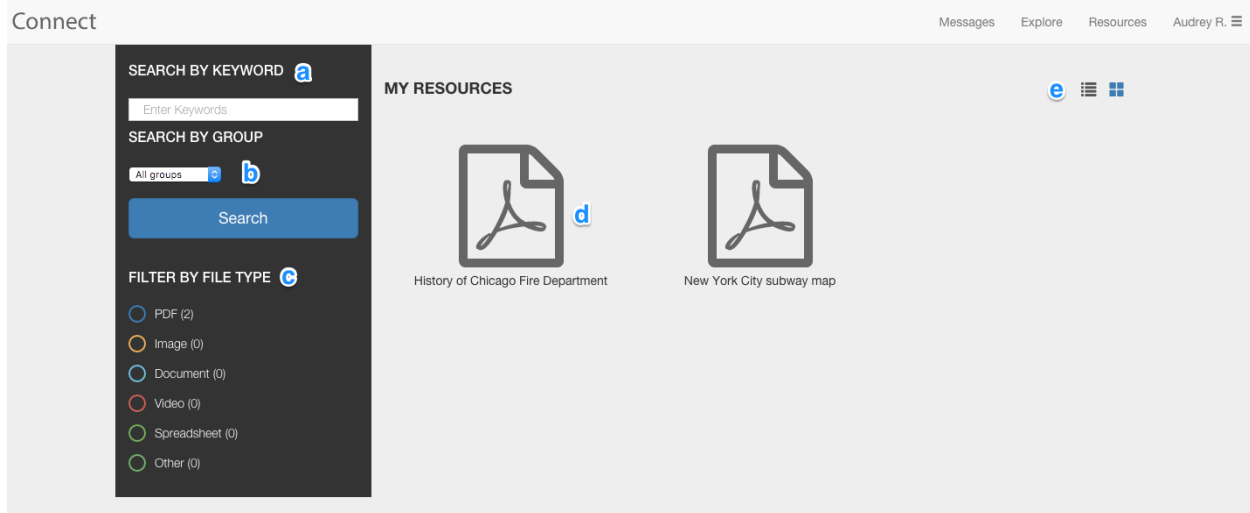 Connect
Messages Explore Resources Audrey R.
SEARCH BY KEYWORD a
Enter Keywords
SEARCH BY GROUP
All groups b
Search
FILTER BY FILE TYPE c
PDF (2)
Image (0)
Document (0)
Video (0)
Spreadsheet (0)
Other (0)
MY RESOURCES e
d
History of Chicago Fire Department
New York City subway map